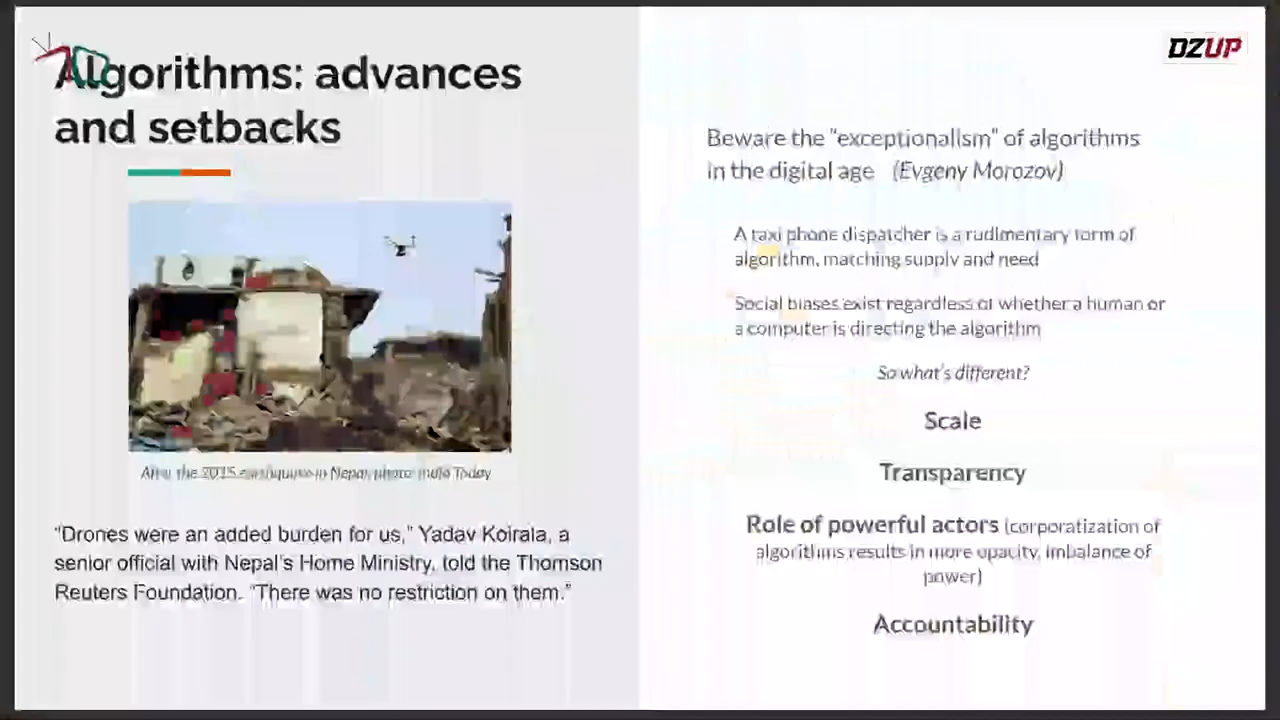 Algorithms: advances
and setbacks
After the 2015 earthquake in Nepal, photo: India Today
"Drones were an added burden for us," Yadav Koirala, a
senior official with Nepal's Home Ministry, told the Thomson
Reuters Foundation. "There was no restriction on them."
DZUP
Beware the "exceptionalism" of algorithms
in the digital age (Evgeny Morozov)
A taxi phone dispatcher is a rudimentary form of
algorithm, matching supply and need
Social biases exist regardless of whether a human or
a computer is directing the algorithm
So what's different?
Scale
Transparency
Role of powerful actors (corporatization of
algorithms results in more opacity, imbalance of
power)
Accountability